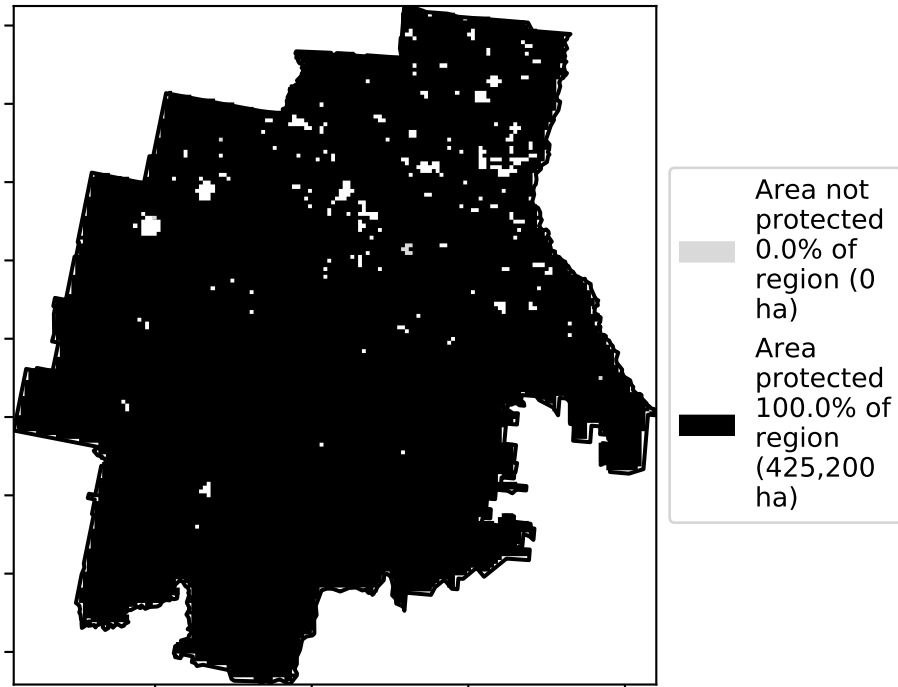 Area not
protected
0.0% of
region (0
ha)
Area
protected
100.0% of
region
(425,200
ha)